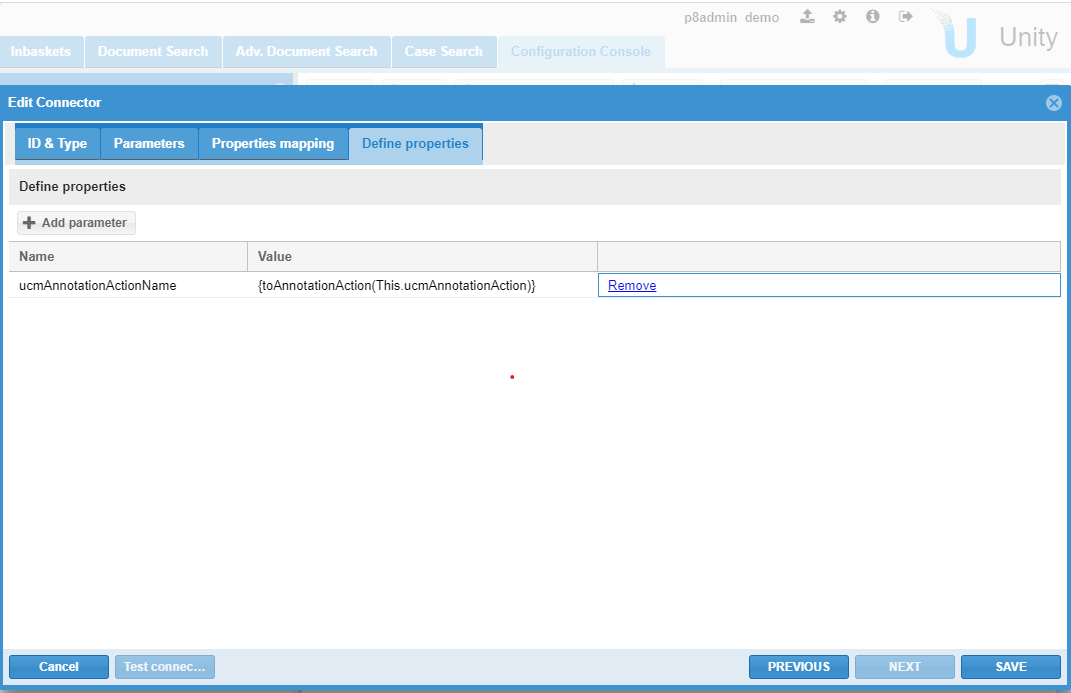 p8admin demo
Unity
Inbaskets Document Search Adv. Document Search Case Search Configuration Console
Edit Connector
ID & Type Parameters Properties mapping Define properties
Define properties
Add parameter
Name Value
ucmAnnotationActionName {toAnnotationAction(This.ucmAnnotationAction)} Remove
Cancel Test connec... PREVIOUS NEXT SAVE